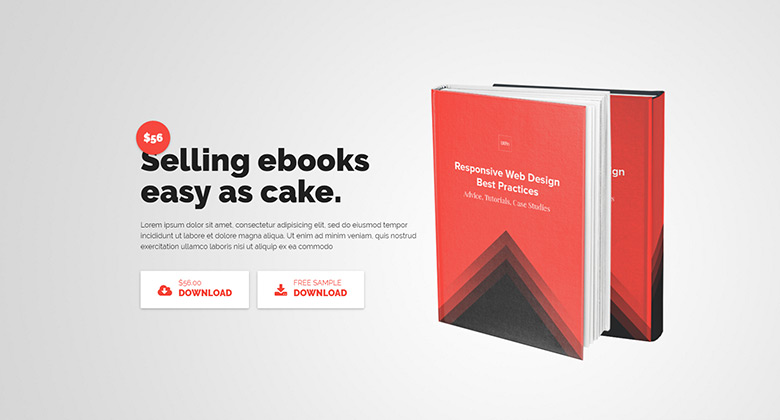 $56
Selling ebooks
easy as cake.
Lorem ipsum dolor sit amet, consectetur adipisicing elit, sed do eiusmod tempor
incididunt ut labore et dolore magna aliqua. Ut enim ad minim veniam, quis nostrud
exercitation ullamco laboris nisi ut aliquip ex ea commodo
$56.00
DOWNLOAD
FREE SAMPLE
DOWNLOAD
Responsive Web Design
Best Practices
Advice, Tutorials, Case Studies